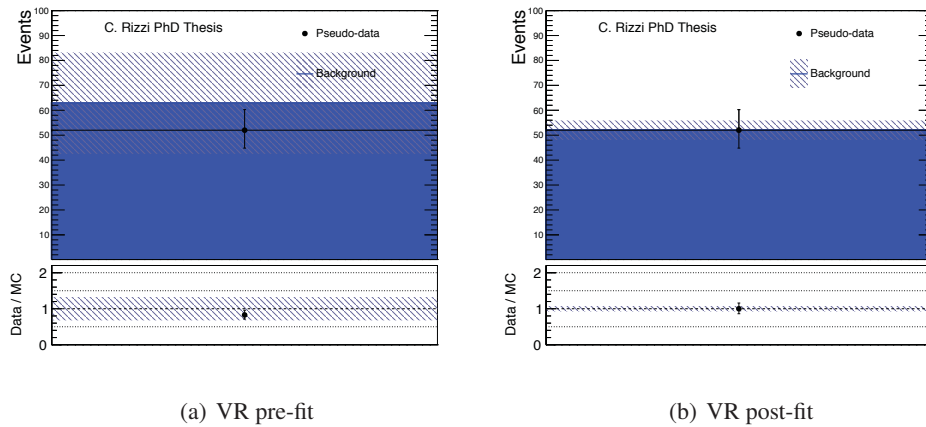 C. Rizzi PhD Thesis
Pseudo-data
Background
Events
100
90
80
70
60
50
40
30
20
10
Data / MC
2
1
0
(a) VR pre-fit
C. Rizzi PhD Thesis
Pseudo-data
Background
Events
100
90
80
70
60
50
40
30
20
10
Data / MC
2
1
0
(b) VR post-fit